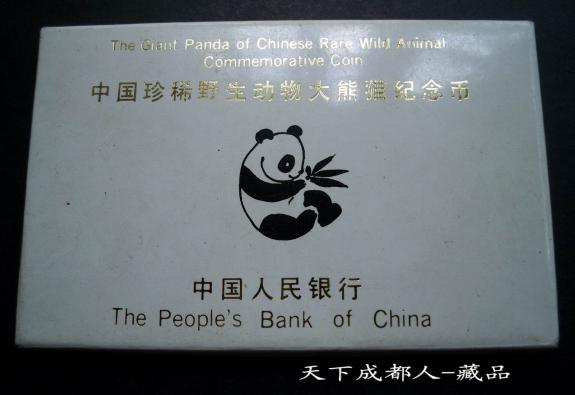 The Giant Panda of Chinese Rare Wild Animal
Commemorative Coin
中国珍稀野生动物大熊猫纪念币
中国人民银行
The People's Bank of China
天下成都人-藏品